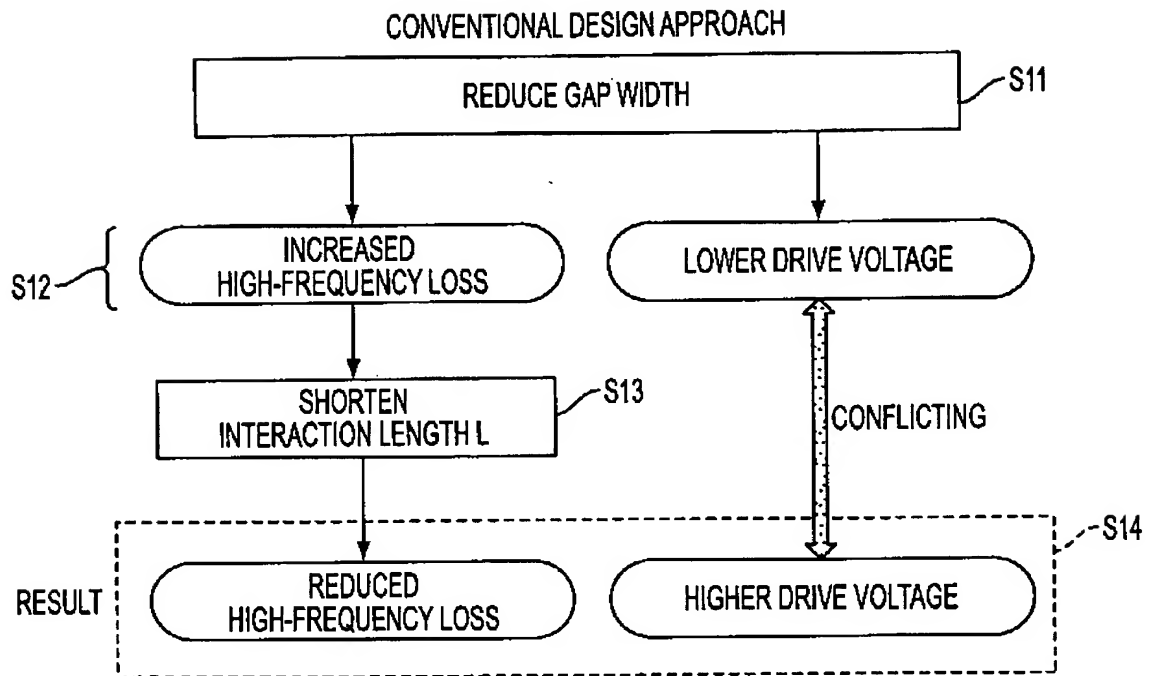 CONVENTIONAL DESIGN APPROACH
REDUCE GAP WIDTH
S11
S12
INCREASED
HIGH-FREQUENCY LOSS
LOWER DRIVE VOLTAGE
SHORTEN
INTERACTION LENGTH L
S13
CONFLICTING
S14
RESULT
REDUCED
HIGH-FREQUENCY LOSS
HIGHER DRIVE VOLTAGE